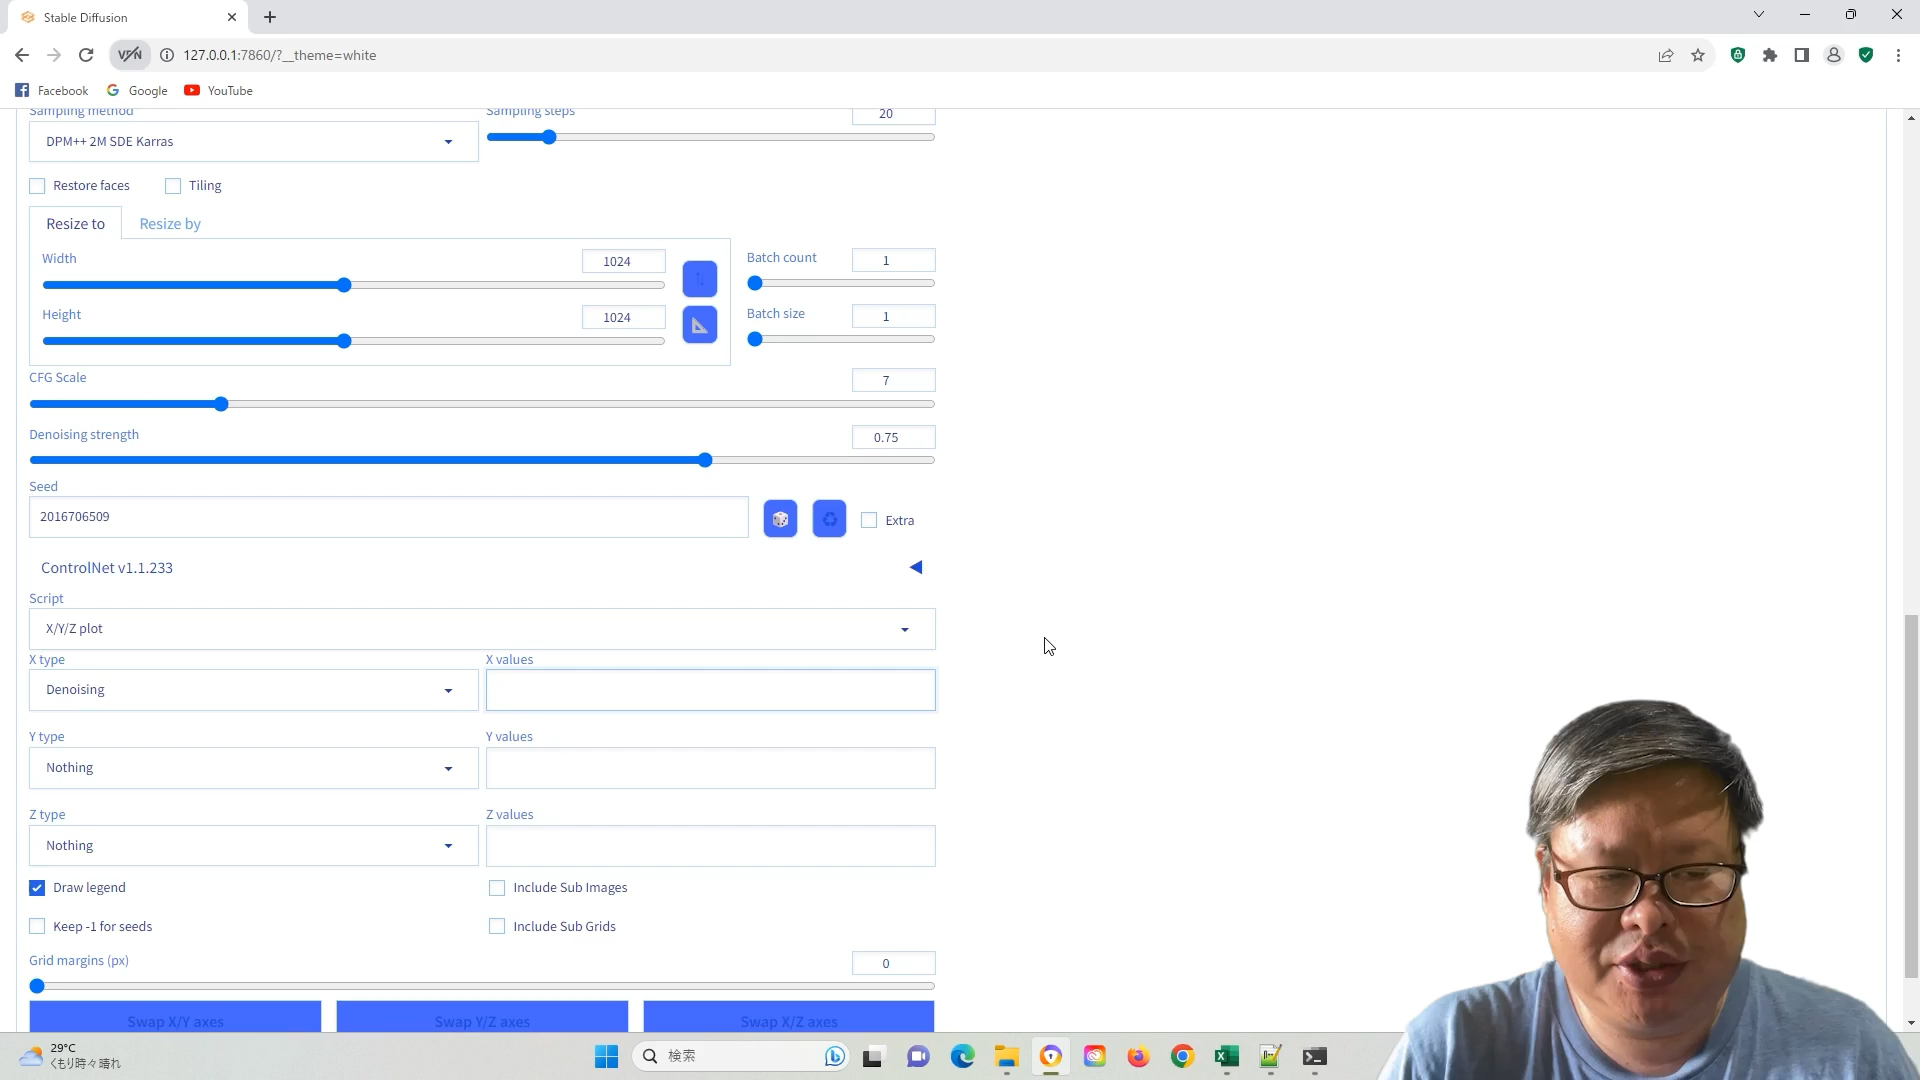 Stable Diffusion
VPN
127.0.0.1:7860/?__theme=white
Facebook
Google
YouTube
Sampling method
Sampling steps
20
DPM++ 2M SDE Karras
Restore faces
Tiling
Resize to
Resize by
Width
1024
Batch count
1
Height
1024
Batch size
1
CFG Scale
7
Denoising strength
0.75
Seed
2016706509
Extra
ControlNet v1.1.233
Script
X/Y/Z plot
X type
X values
Denoising
Y type
Y values
Nothing
Z type
Z values
Nothing
Draw legend
Include Sub Images
Keep -1 for seeds
Include Sub Grids
Grid margins (px)
0
Swap X/Y axes
Swap Y/Z axes
Swap X/Z axes
29°C
くもり時々晴れ
検索